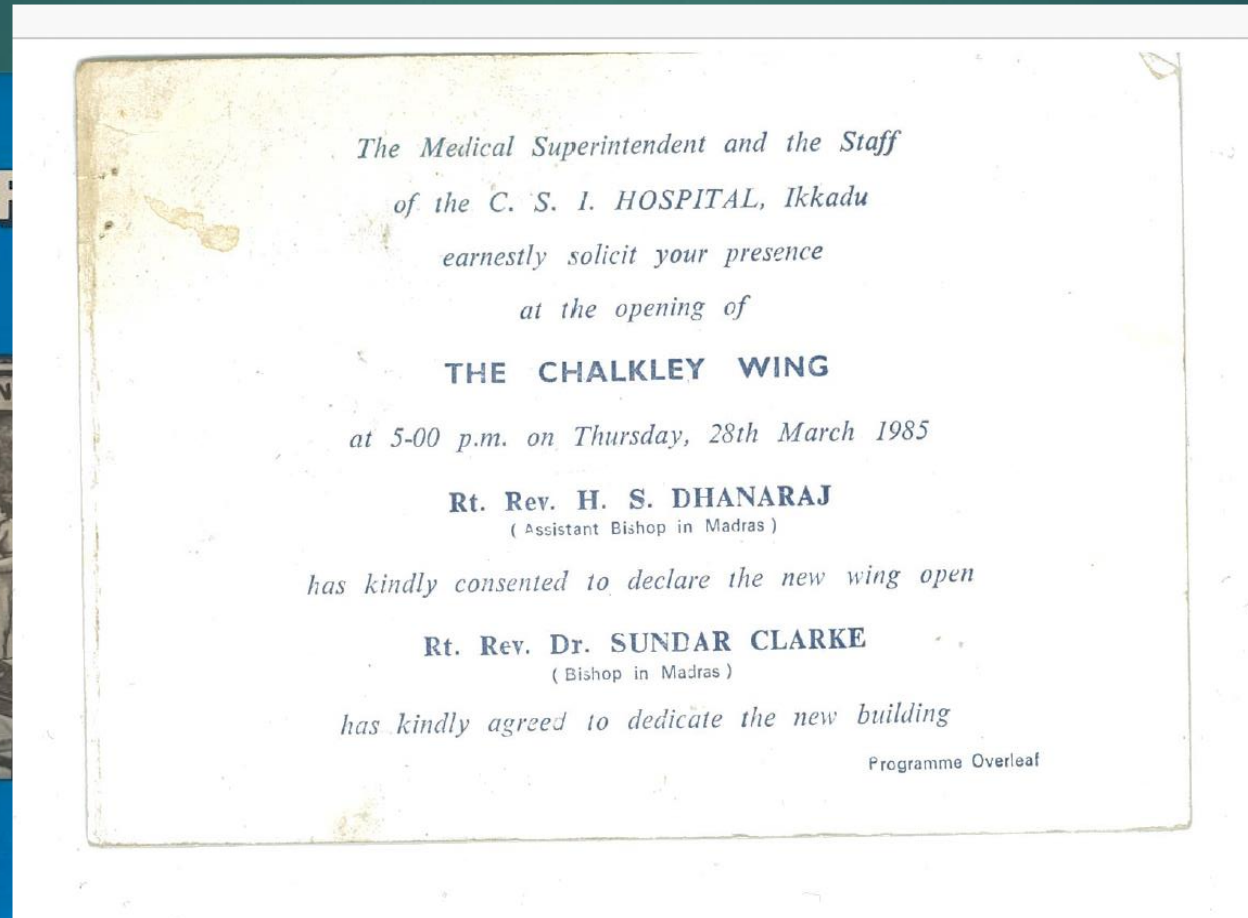 The Medical Superintendent and the Staff
of the C. S. I. HOSPITAL, Ikkadu
earnestly solicit your presence
at the opening of
THE CHALKLEY WING
at 5-00 p.m. on Thursday, 28th March 1985
Rt. Rev. H. S. DHANARAJ
( Assistant Bishop in Madras )
has kindly consented to declare the new wing open
Rt. Rev. Dr. SUNDAR CLARKE
( Bishop in Madras )
has kindly agreed to dedicate the new building
Programme Overleaf